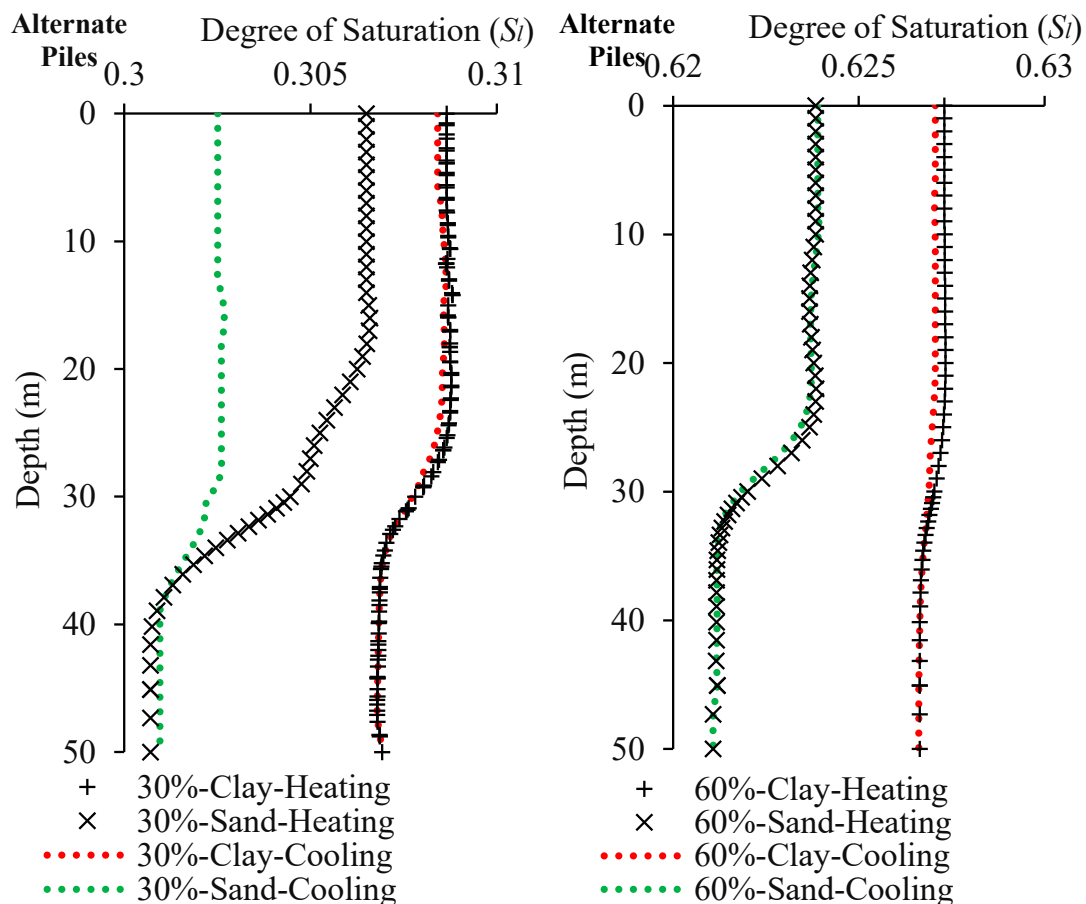 Alternate
Piles
Degree of Saturation (Sl)
0.3 0.305 0.31
0
10
20
30
40
50
Depth (m)
30%-Clay-Heating
30%-Sand-Heating
30%-Clay-Cooling
30%-Sand-Cooling
Alternate
Piles
Degree of Saturation (Sl)
0.62 0.625 0.63
0
10
20
30
40
50
Depth (m)
60%-Clay-Heating
60%-Sand-Heating
60%-Clay-Cooling
60%-Sand-Cooling